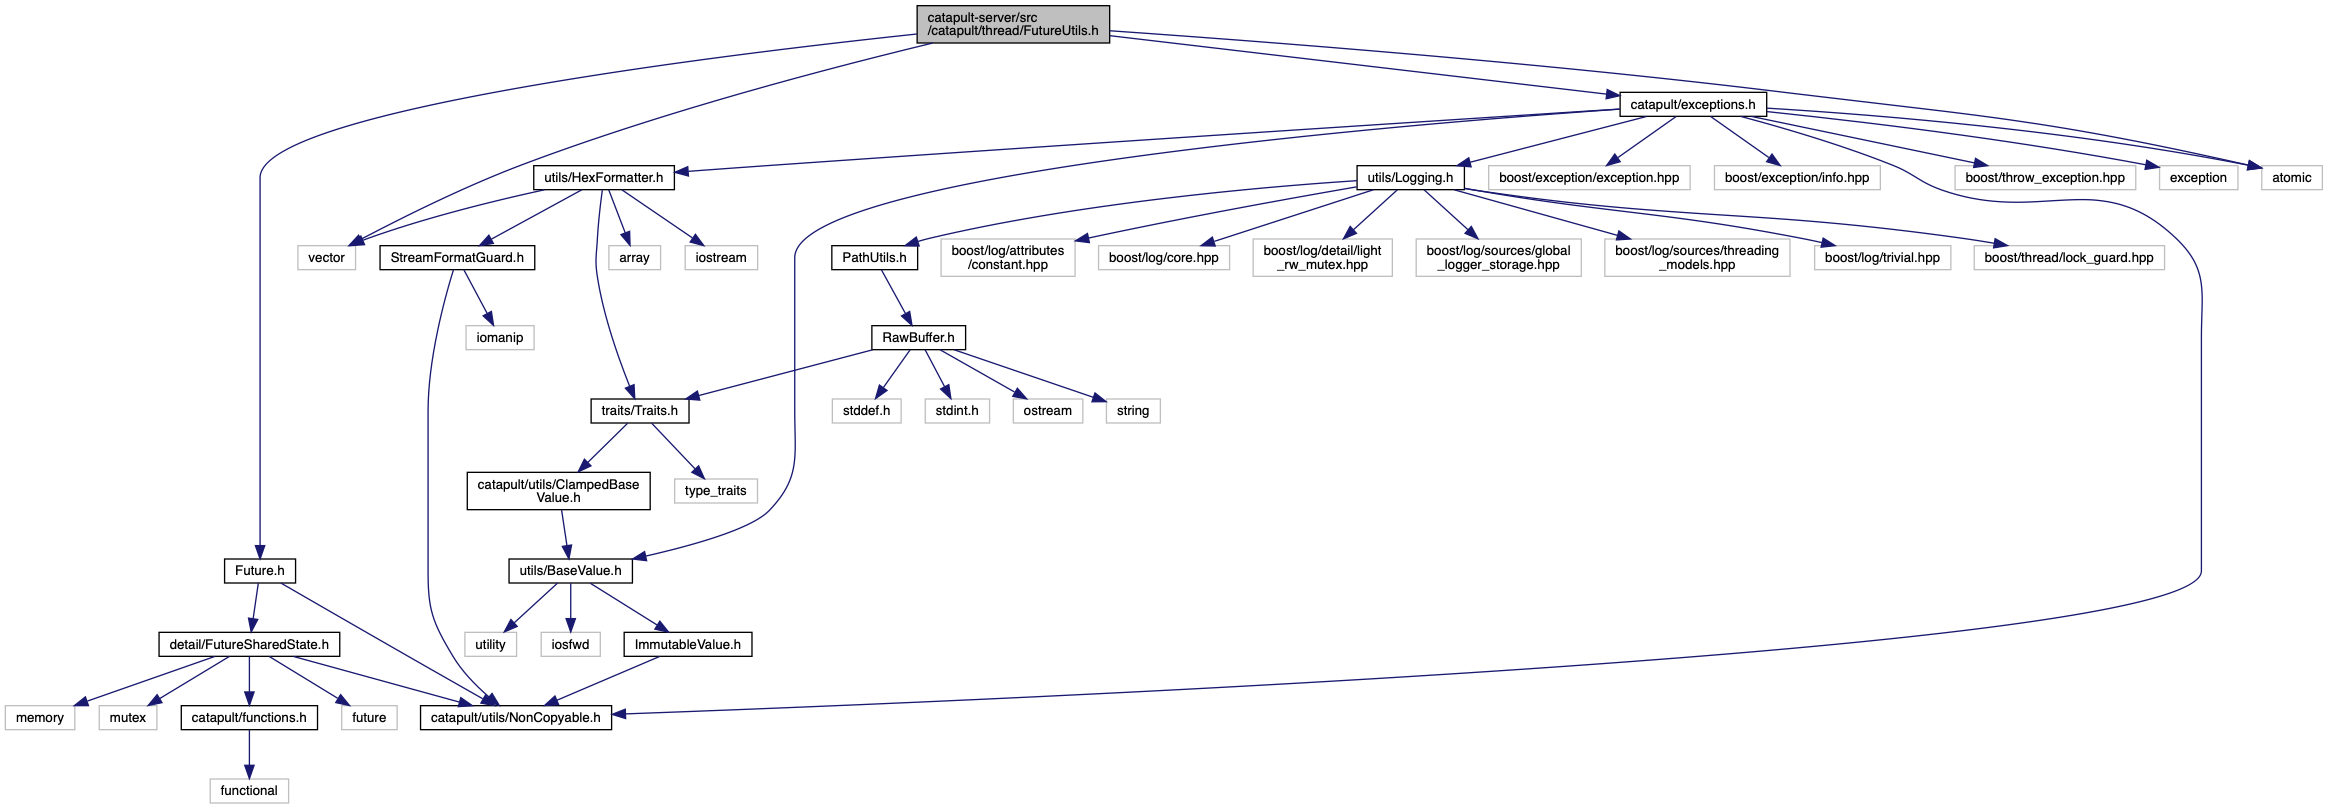 catapult-server/src
/catapult/thread/FutureUtils.h
catapult/exceptions.h
utils/HexFormatter.h
utils/Logging.h
boost/exception/exception.hpp
boost/exception/info.hpp
boost/throw_exception.hpp
exception
atomic
vector
StreamFormatGuard.h
array
iostream
PathUtils.h
boost/log/attributes
/constant.hpp
boost/log/core.hpp
boost/log/detail/light
_rw_mutex.hpp
boost/log/sources/global
_logger_storage.hpp
boost/log/sources/threading
_models.hpp
boost/log/trivial.hpp
boost/thread/lock_guard.hpp
iomanip
RawBuffer.h
traits/Traits.h
stddef.h
stdint.h
ostream
string
catapult/utils/ClampedBase
Value.h
type_traits
Future.h
utils/BaseValue.h
detail/FutureSharedState.h
utility
iosfwd
ImmutableValue.h
memory
mutex
catapult/functions.h
future
catapult/utils/NonCopyable.h
functional